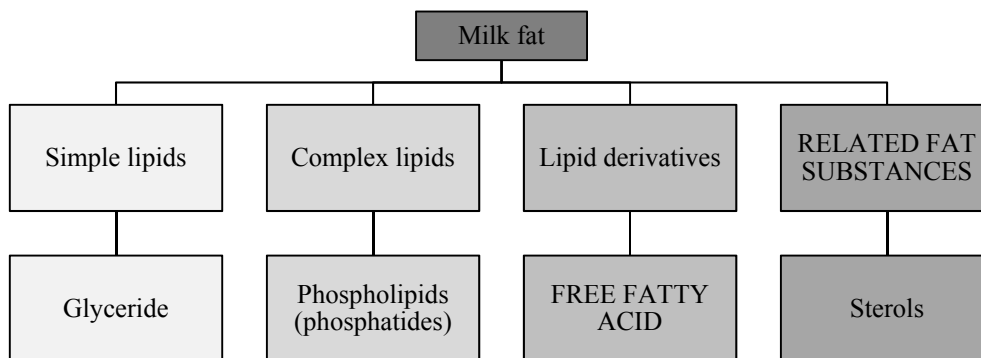 Milk fat
Simple lipids
Complex lipids
Lipid derivatives
RELATED FAT
SUBSTANCES
Glyceride
Phospholipids
(phosphatides)
FREE FATTY
ACID
Sterols